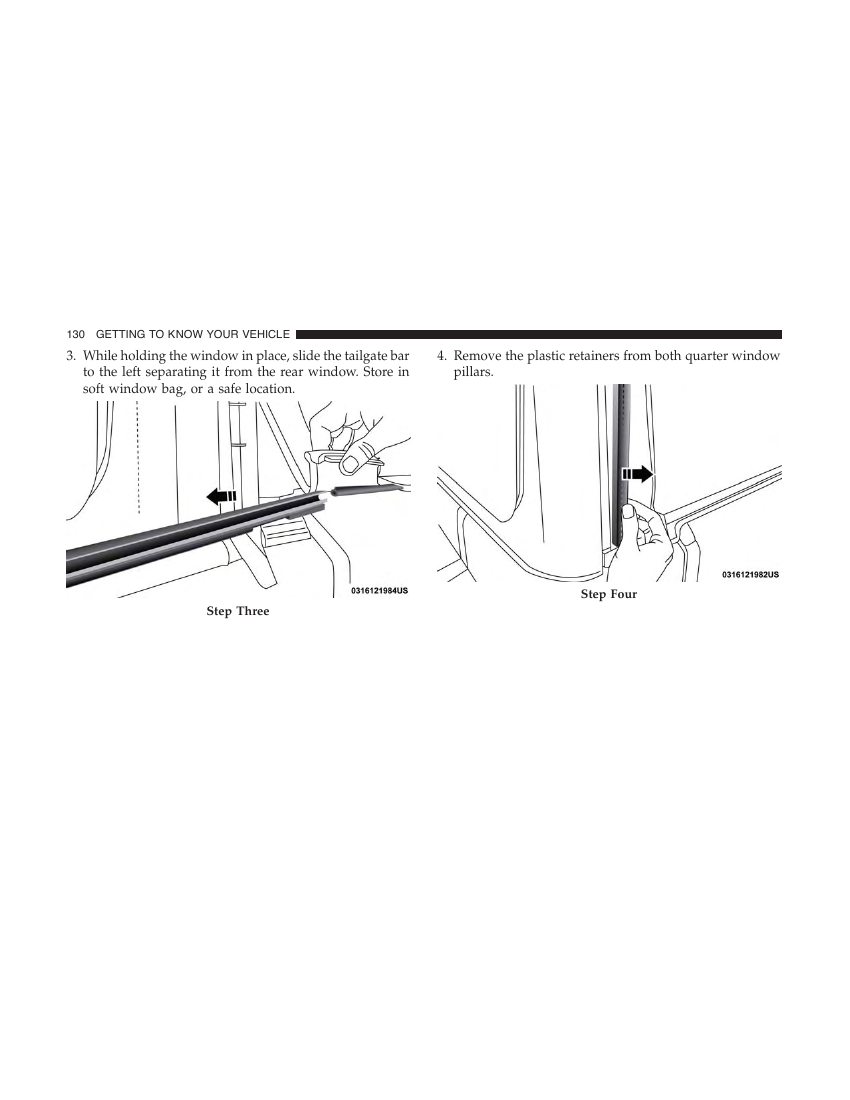 130 GETTING TO KNOW YOUR VEHICLE
3. While holding the window in place, slide the tailgate bar
to the left separating it from the rear window. Store in
soft window bag, or a safe location.
0316121984US
Step Three
4. Remove the plastic retainers from both quarter window
pillars.
0316121982US
Step Four